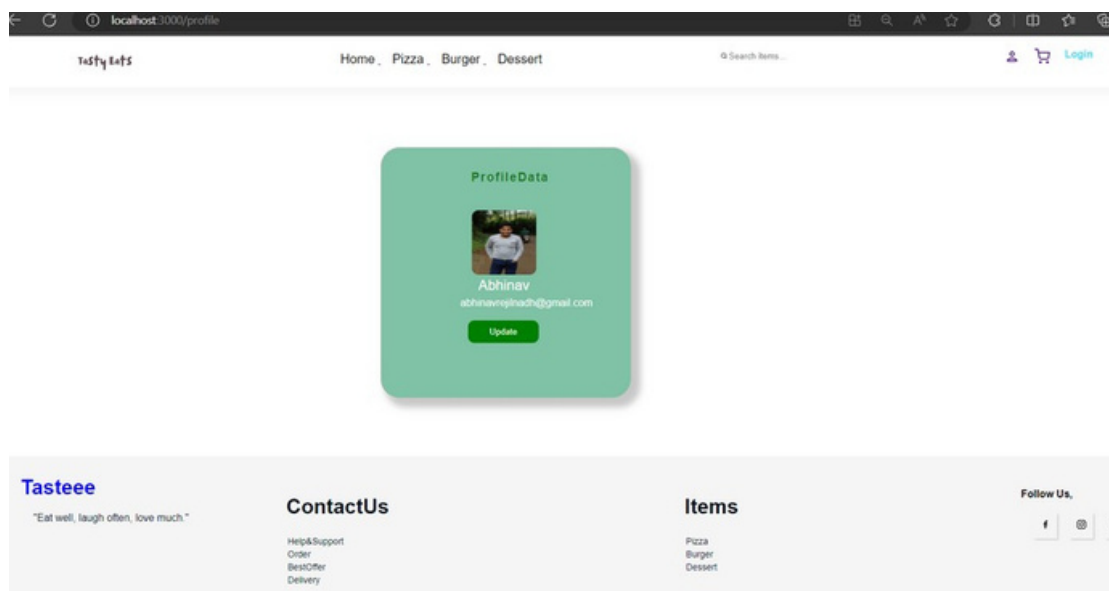 localhost:3000/profile
Tasty Eats
Home
Pizza
Burger
Dessert
Search items...
Login
ProfileData
Abhinav
abhinavrejilnadh@gmail.com
Update
Tasteee
"Eat well, laugh often, love much."
ContactUs
Help&Support
Order
BestOffer
Delivery
Items
Pizza
Burger
Dessert
Follow Us,